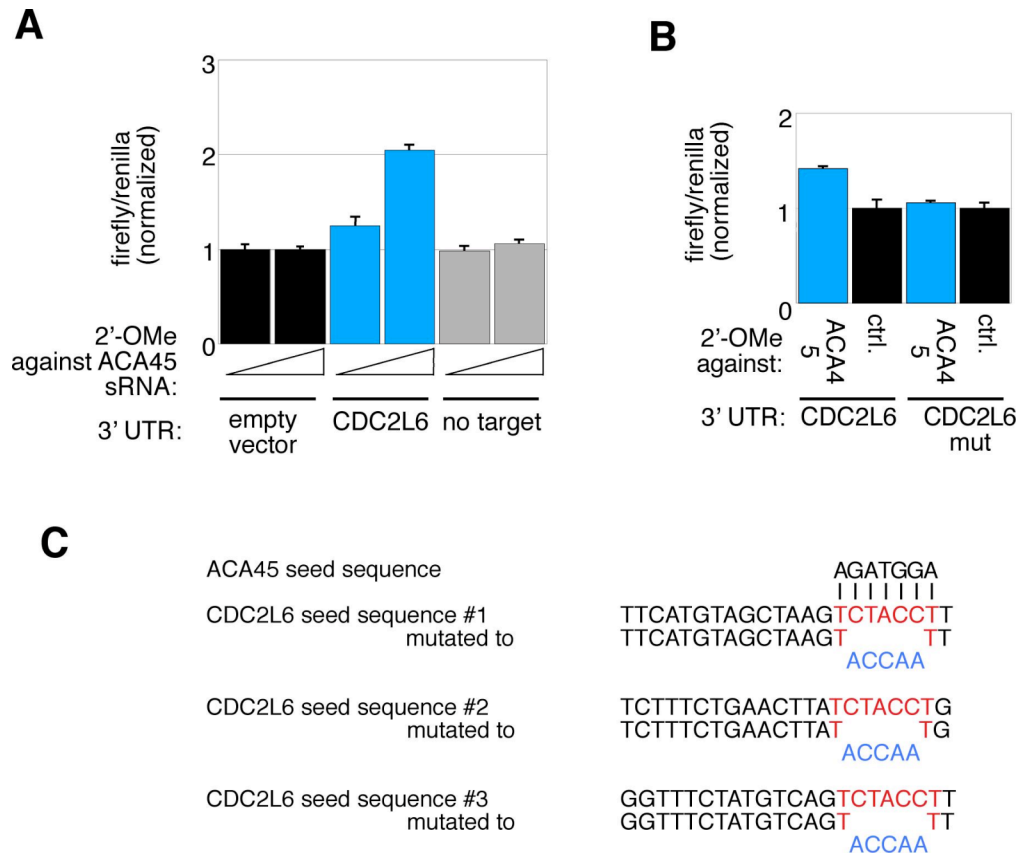 A
firefly/renilla
(normalized)
3
2
1
0
2'-OMe
against ACA45
sRNA:
3' UTR:
empty
vector
CDC2L6
no target
B
firefly/renilla
(normalized)
2
1
0
2'-OMe
against:
ACA4
5
ctrl.
ACA4
5
ctrl.
3' UTR:
CDC2L6
CDC2L6
mut
C
ACA45 seed sequence AGATGGA
CDC2L6 seed sequence #1 TTCATGTAGCTAAGTCTACCTT
mutated to TTCATGTAGCTAAGT TT
ACCAA
CDC2L6 seed sequence #2 TCTTTCTGAACTTATCTACCTG
mutated to TCTTTCTGAACTTAT TG
ACCAA
CDC2L6 seed sequence #3 GGTTTCTATGTCAGTCTACCTT
mutated to GGTTTCTATGTCAGT TT
ACCAA